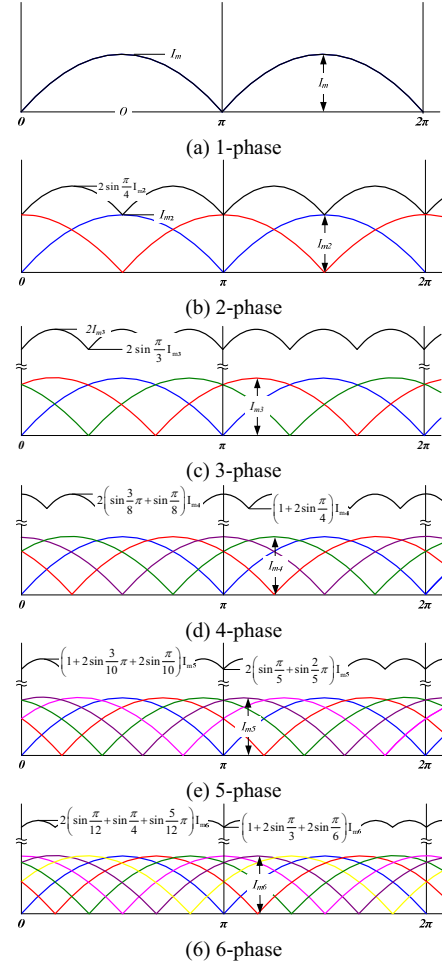 I_m
I_m
0 O π 2π
(a) 1-phase
2 sin π/4 I_m2
I_m2
I_m2
0 π 2π
(b) 2-phase
2I_m3
2 sin π/3 I_m3
I_m3
0 π 2π
(c) 3-phase
2(sin 3/8 π + sin π/8) I_m4
(1 + 2 sin π/4) I_m4
I_m4
0 π 2π
(d) 4-phase
(1 + 2 sin 3/10 π + 2 sin π/10) I_m5
2(sin π/5 + sin 2/5 π) I_m5
I_m5
0 π 2π
(e) 5-phase
2(sin π/12 + sin π/4 + sin 5/12 π) I_m6
(1 + 2 sin π/3 + 2 sin π/6) I_m6
I_m6
0 π 2π
(6) 6-phase